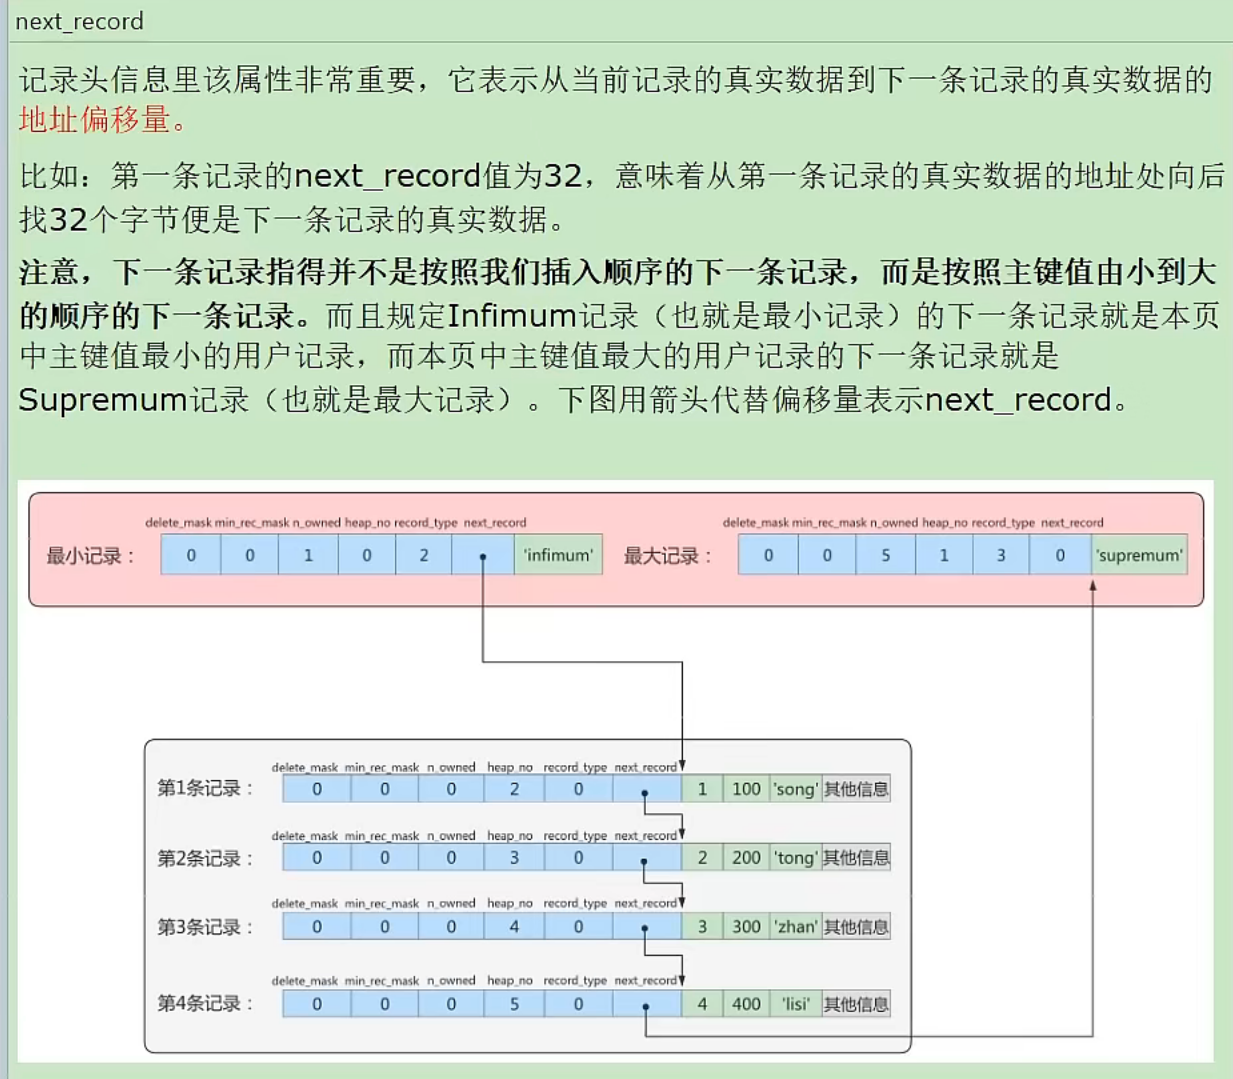 next_record
记录头信息里该属性非常重要，它表示从当前记录的真实数据到下一条记录的真实数据的
地址偏移量。
比如：第一条记录的next_record值为32，意味着从第一条记录的真实数据的地址处向后
找32个字节便是下一条记录的真实数据。
注意，下一条记录指得并不是按照我们插入顺序的下一条记录，而是按照主键值由小到大
的顺序的下一条记录。而且规定Infimum记录（也就是最小记录）的下一条记录就是本页
中主键值最小的用户记录，而本页中主键值最大的用户记录的下一条记录就是
Supremum记录（也就是最大记录）。下图用箭头代替偏移量表示next_record。
delete_mask min_rec_mask n_owned heap_no record_type next_record
最小记录： 0 0 1 0 2 'infimum'
delete_mask min_rec_mask n_owned heap_no record_type next_record
最大记录： 0 0 5 1 3 0 'supremum'
delete_mask min_rec_mask n_owned heap_no record_type next_record
第1条记录： 0 0 0 2 0 1 100 'song' 其他信息
delete_mask min_rec_mask n_owned heap_no record_type next_record
第2条记录： 0 0 0 3 0 2 200 'tong' 其他信息
delete_mask min_rec_mask n_owned heap_no record_type next_record
第3条记录： 0 0 0 4 0 3 300 'zhan' 其他信息
delete_mask min_rec_mask n_owned heap_no record_type next_record
第4条记录： 0 0 0 5 0 4 400 'lisi' 其他信息